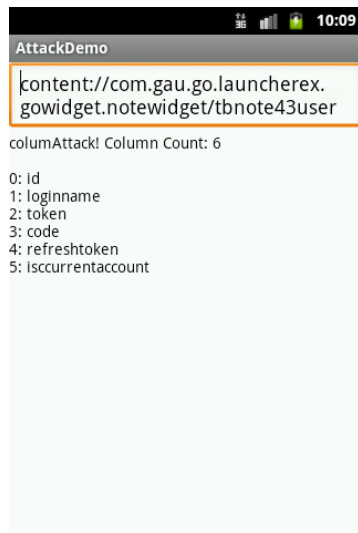 3G 10:09
AttackDemo
content://com.gau.go.launcherex.
gowidget.notewidget/tbnote43user
columAttack! Column Count: 6
0: id
1: loginname
2: token
3: code
4: refreshtoken
5: isccurrentaccount